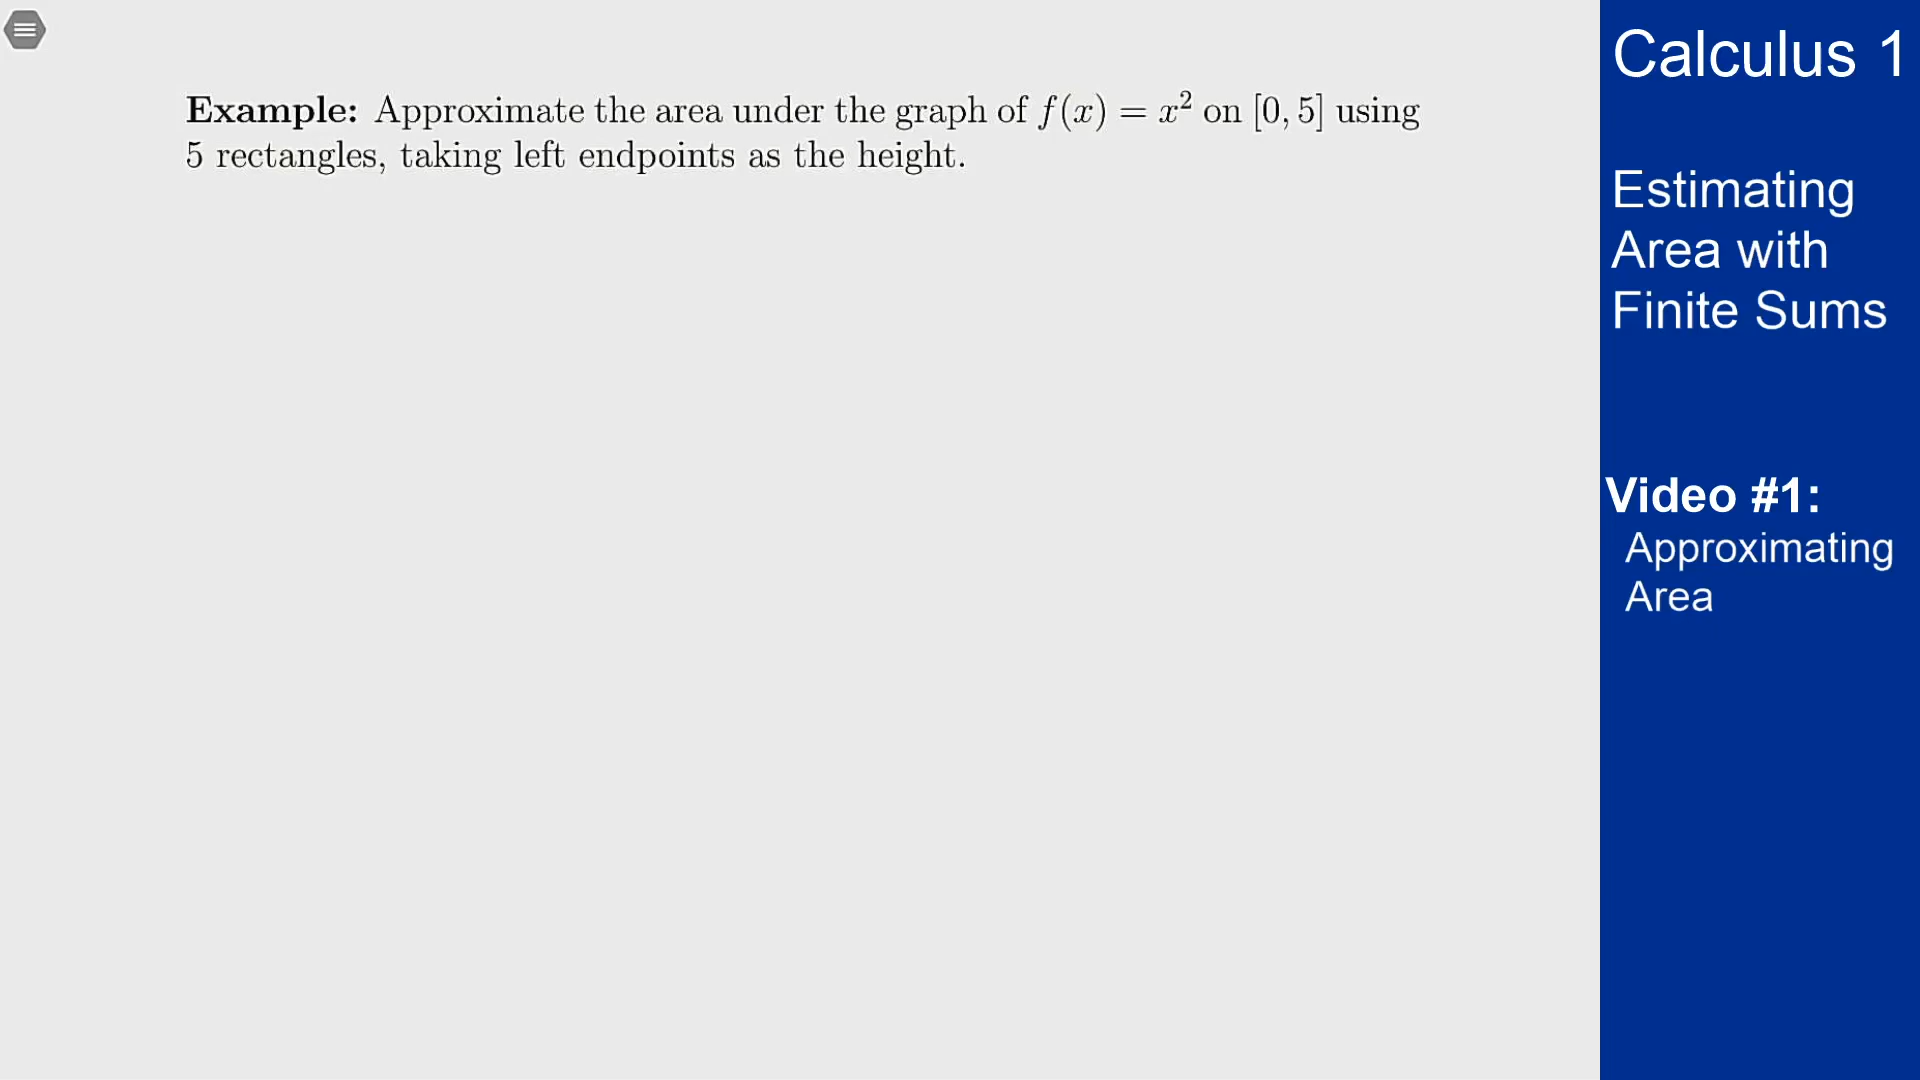 Example: Approximate the area under the graph of f(x) = x² on [0, 5] using
5 rectangles, taking left endpoints as the height.
Calculus 1
Estimating
Area with
Finite Sums
Video #1:
Approximating
Area